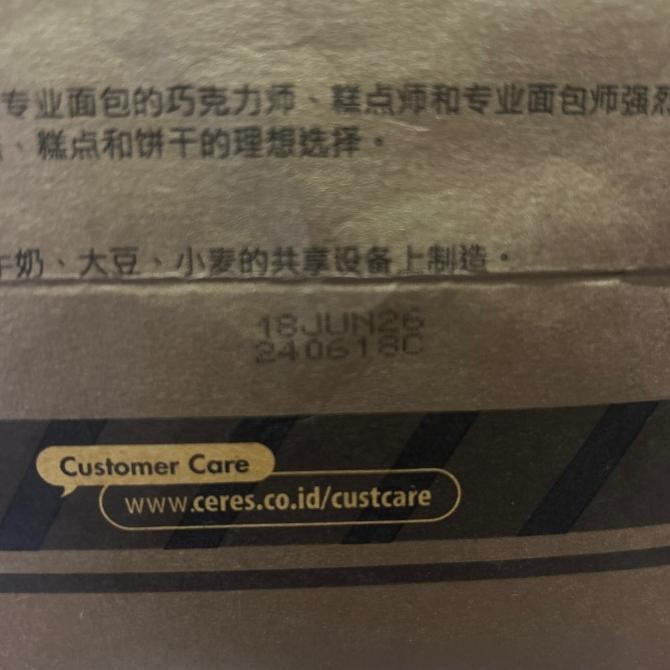 专业面包的巧克力师、糕点师和专业面包师强烈
、糕点和饼干的理想选择。
牛奶、大豆、小麦的共享设备上制造。
18JUN26
240618C
Customer Care
www.ceres.co.id/custcare